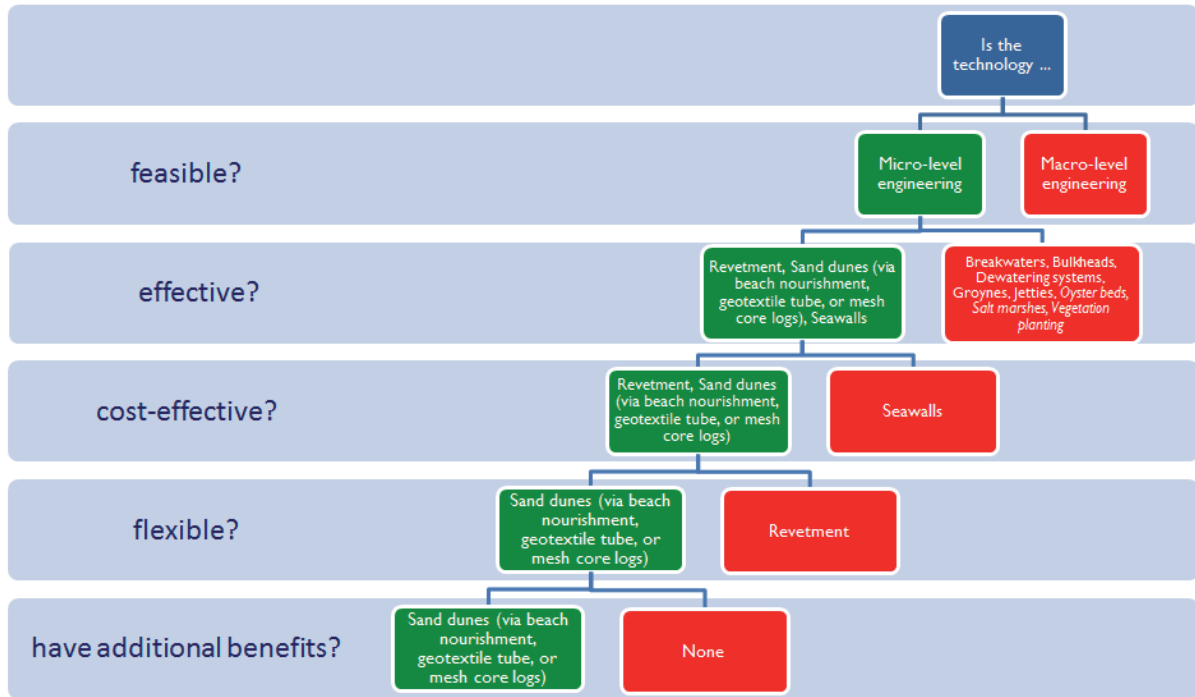 Is the
technology ...
feasible?
Micro-level
engineering
Macro-level
engineering
effective?
Revetment, Sand dunes (via
beach nourishment,
geotextile tube, or mesh
core logs), Seawalls
Breakwaters, Bulkheads,
Dewatering systems,
Groynes, Jetties, Oyster beds,
Salt marshes, Vegetation
planting
cost-effective?
Revetment, Sand dunes
(via beach nourishment,
geotextile tube, or mesh
core logs)
Seawalls
flexible?
Sand dunes (via beach
nourishment,
geotextile tube, or
mesh core logs)
Revetment
have additional benefits?
Sand dunes (via beach
nourishment,
geotextile tube, or
mesh core logs)
None